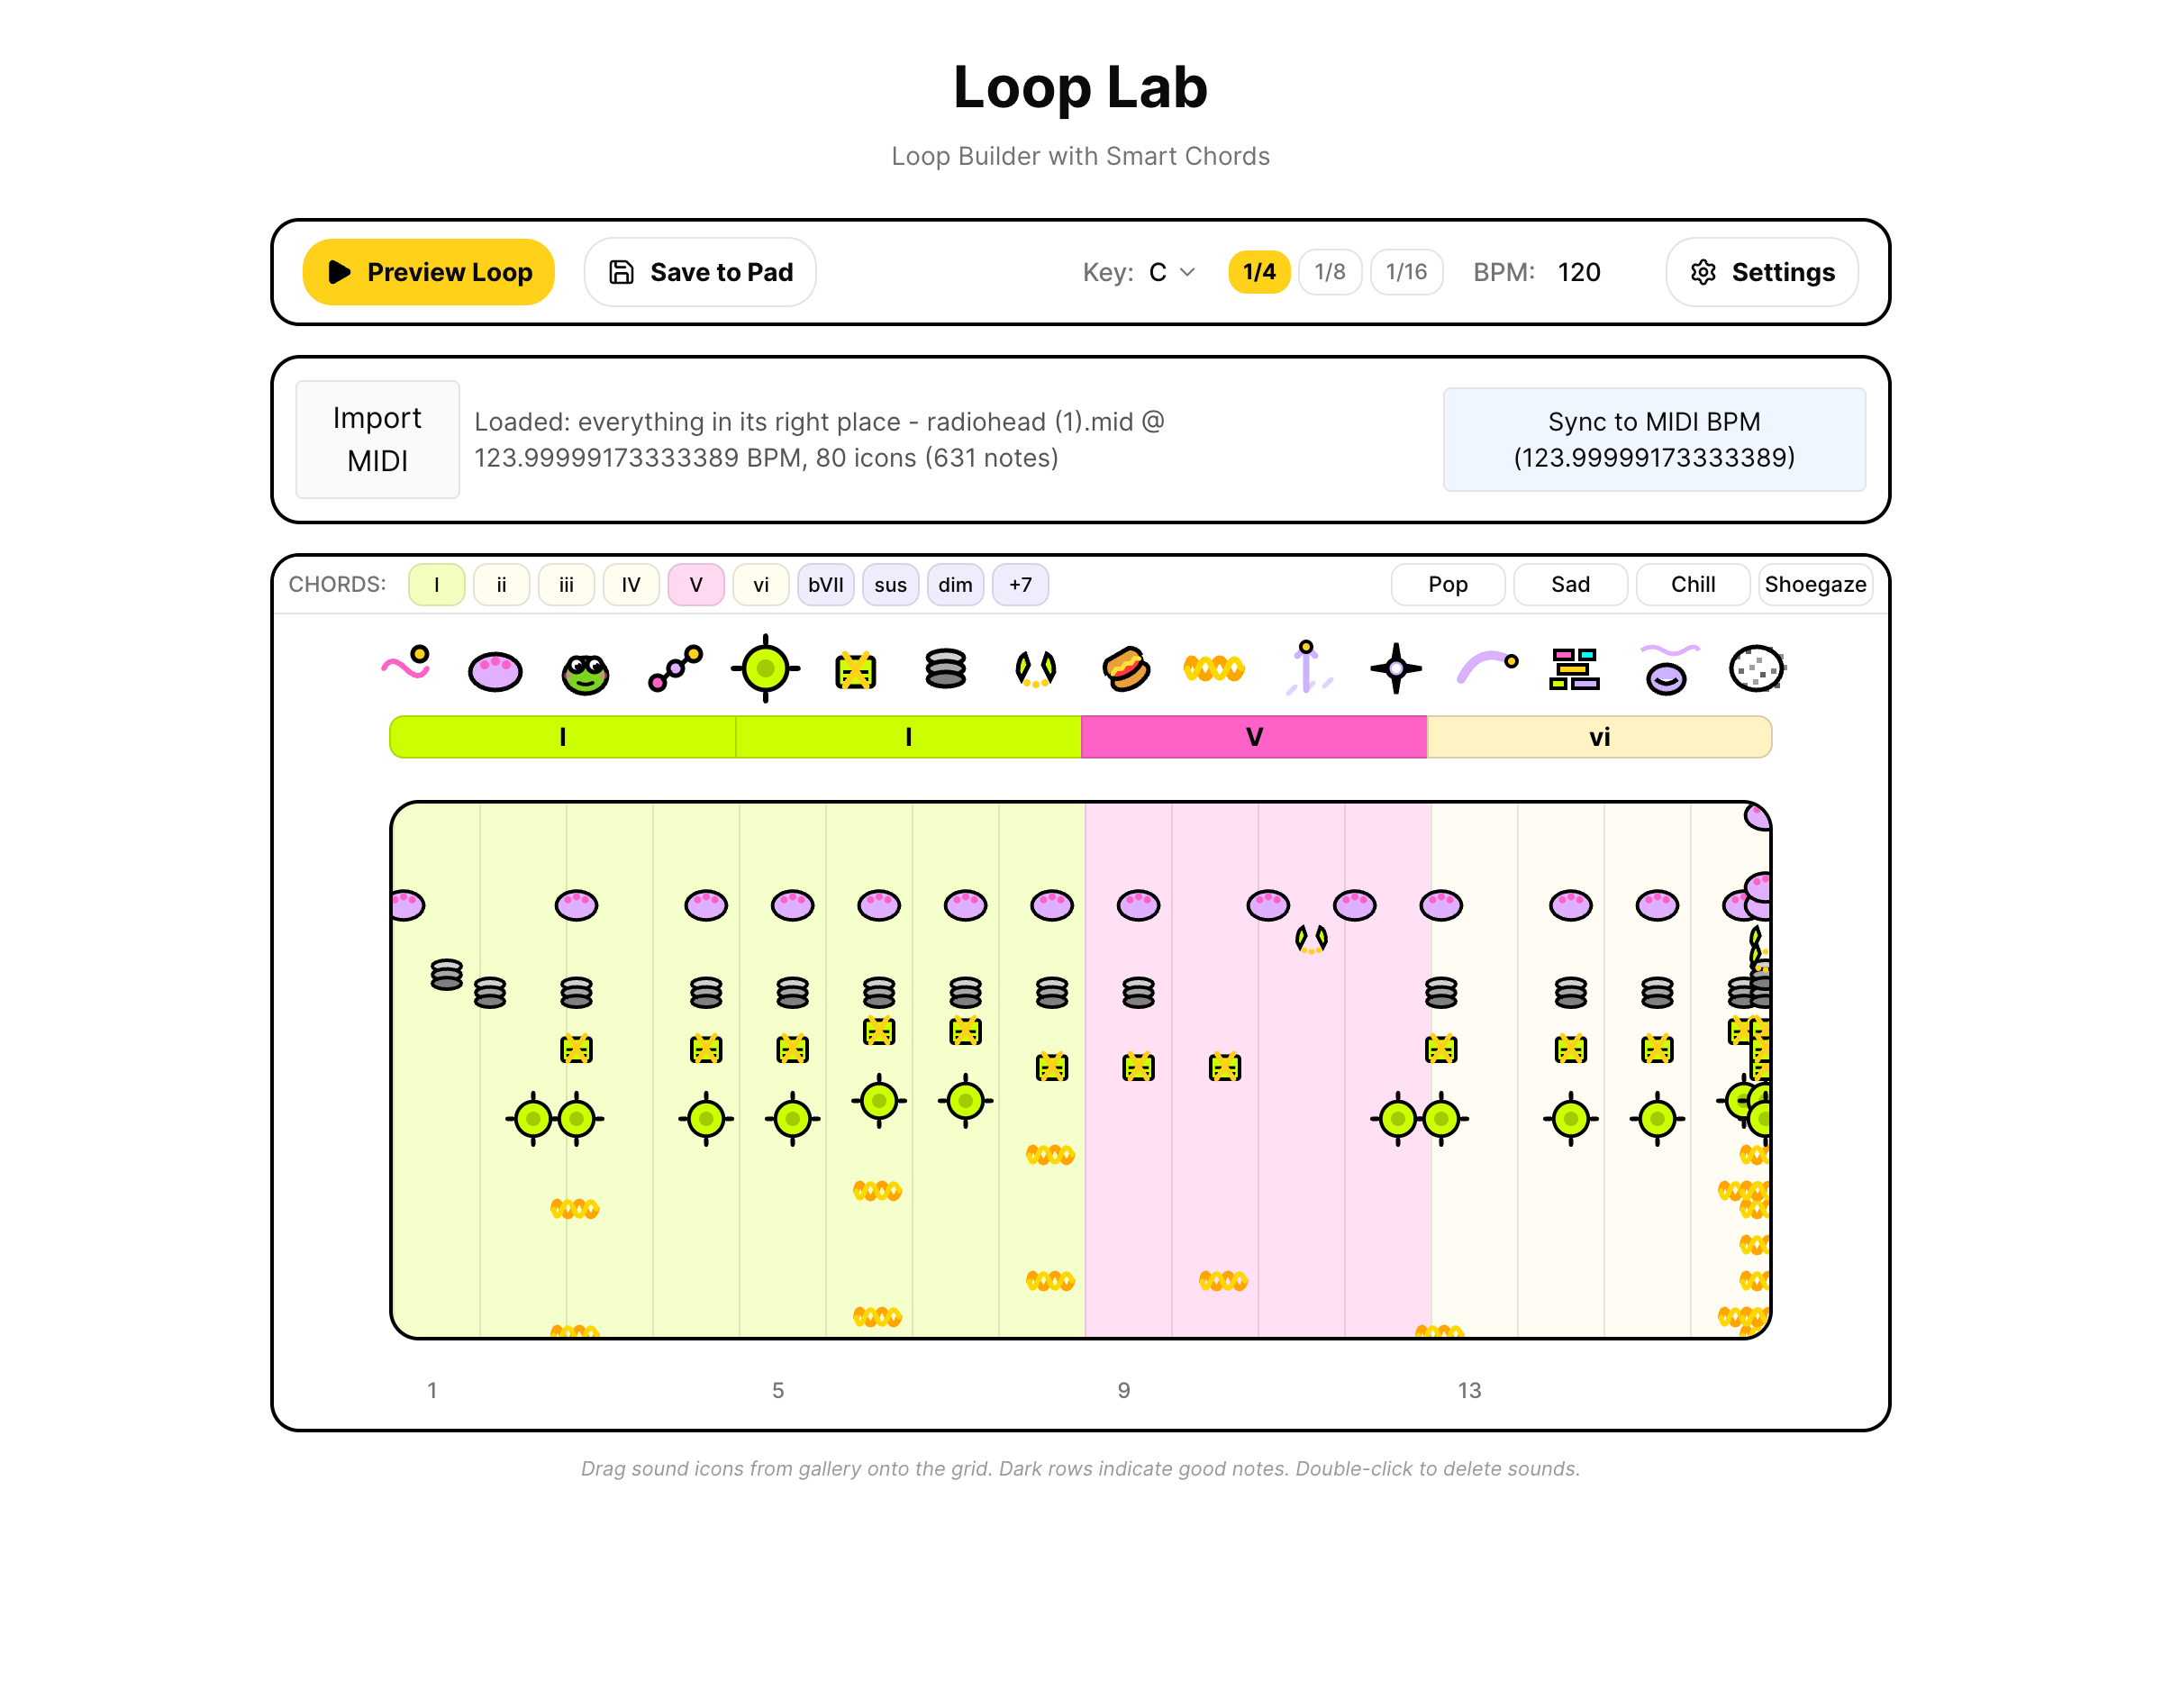 Loop Lab
Loop Builder with Smart Chords
Preview Loop
Save to Pad
Key: C
1/4
1/8
1/16
BPM: 120
Settings
Import
MIDI
Loaded: everything in its right place - radiohead (1).mid @
123.99999173333389 BPM, 80 icons (631 notes)
Sync to MIDI BPM
(123.99999173333389)
CHORDS:
I
ii
iii
IV
V
vi
bVII
sus
dim
+7
Pop
Sad
Chill
Shoegaze
I
I
V
vi
1
5
9
13
Drag sound icons from gallery onto the grid. Dark rows indicate good notes. Double-click to delete sounds.